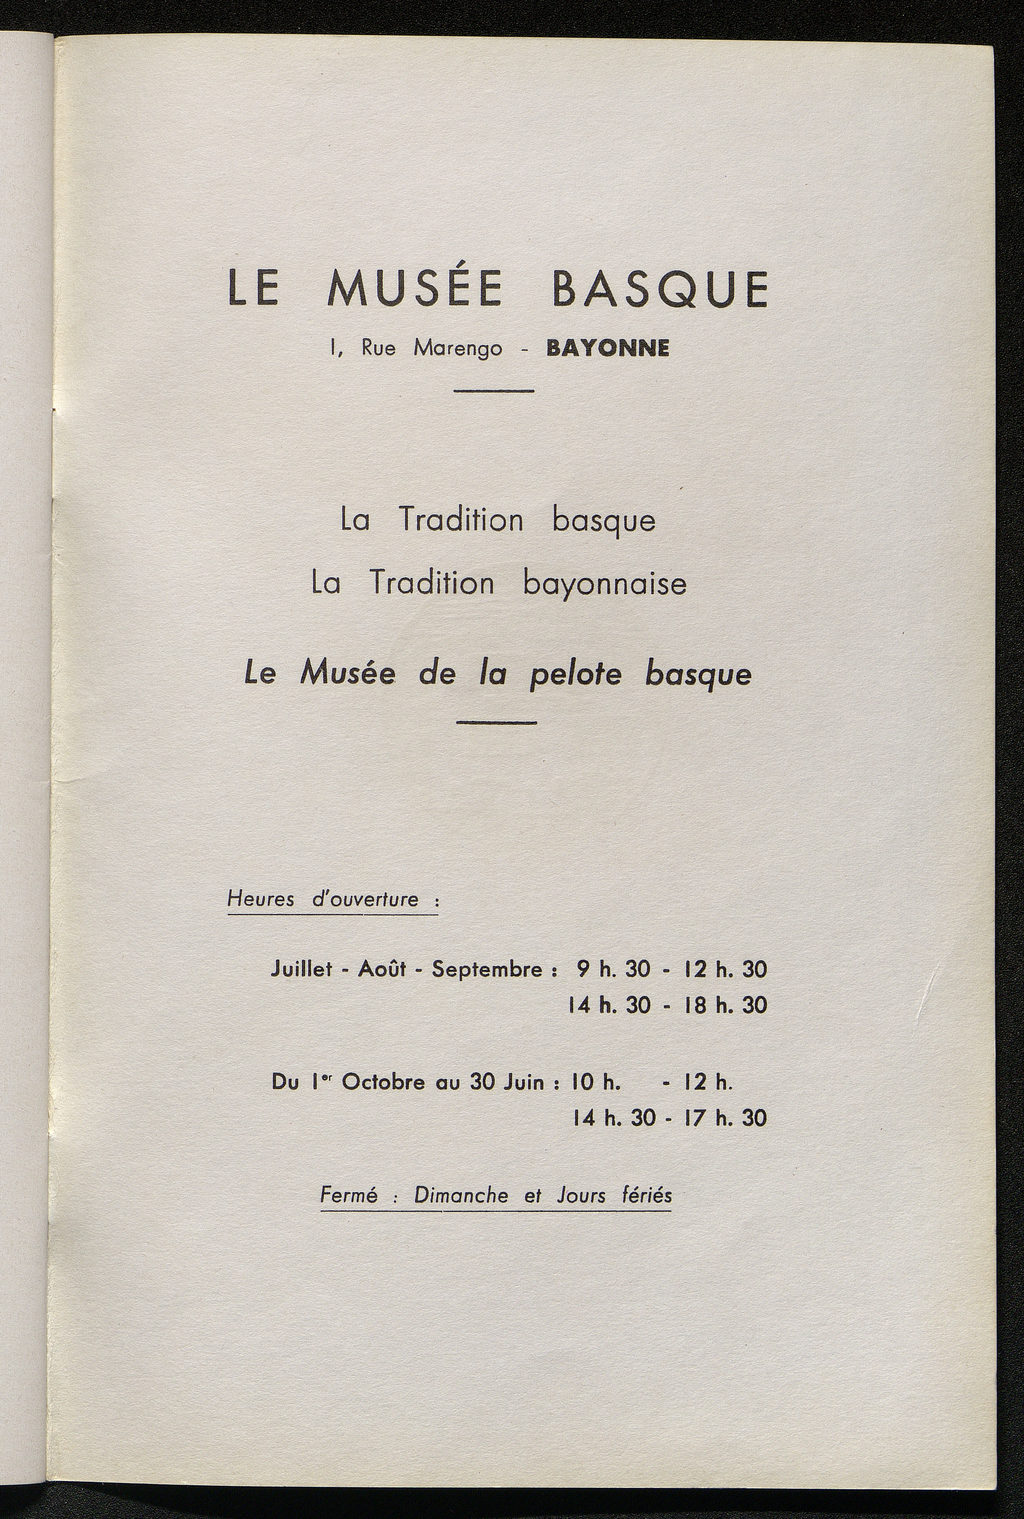 LE MUSÉE BASQUE
1, Rue Marengo - BAYONNE
La Tradition basque
La Tradition bayonnaise
Le Musée de la pelote basque
Heures d'ouverture :
Juillet - Août - Septembre : 9 h. 30 - 12 h. 30
14 h. 30 - 18 h. 30
Du 1er Octobre au 30 Juin : 10 h. - 12 h.
14 h. 30 - 17 h. 30
Fermé : Dimanche et Jours fériés